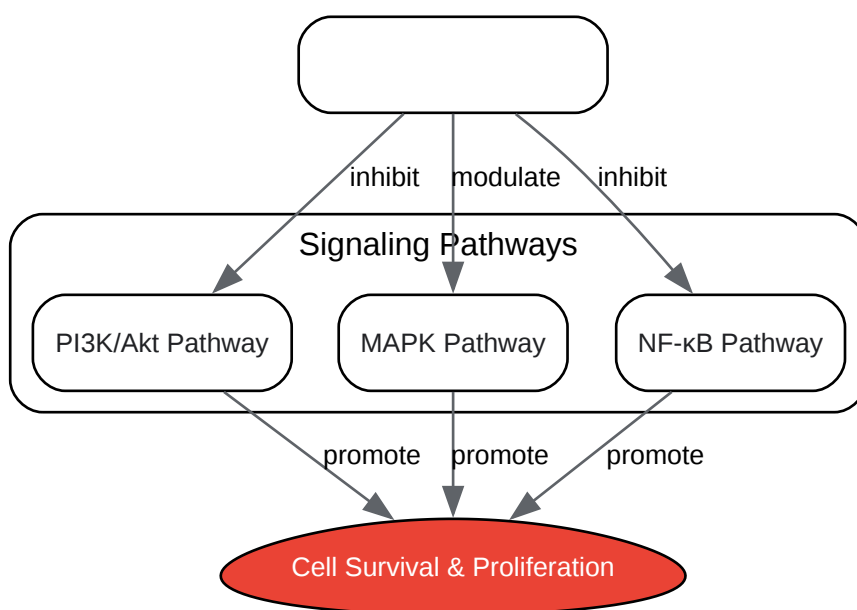 inhibit modulate inhibit
Signaling Pathways
PI3K/Akt Pathway MAPK Pathway NF-κB Pathway
promote promote promote
Cell Survival & Proliferation